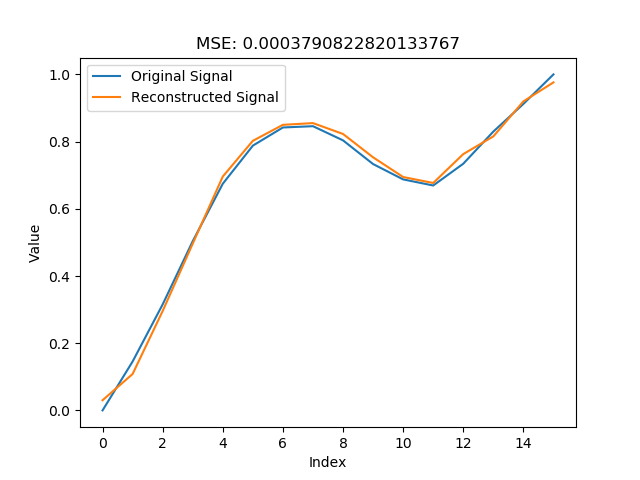 MSE: 0.0003790822820133767
Original Signal
Reconstructed Signal
1.0
0.8
0.6
0.4
0.2
0.0
Value
0 2 4 6 8 10 12 14
Index